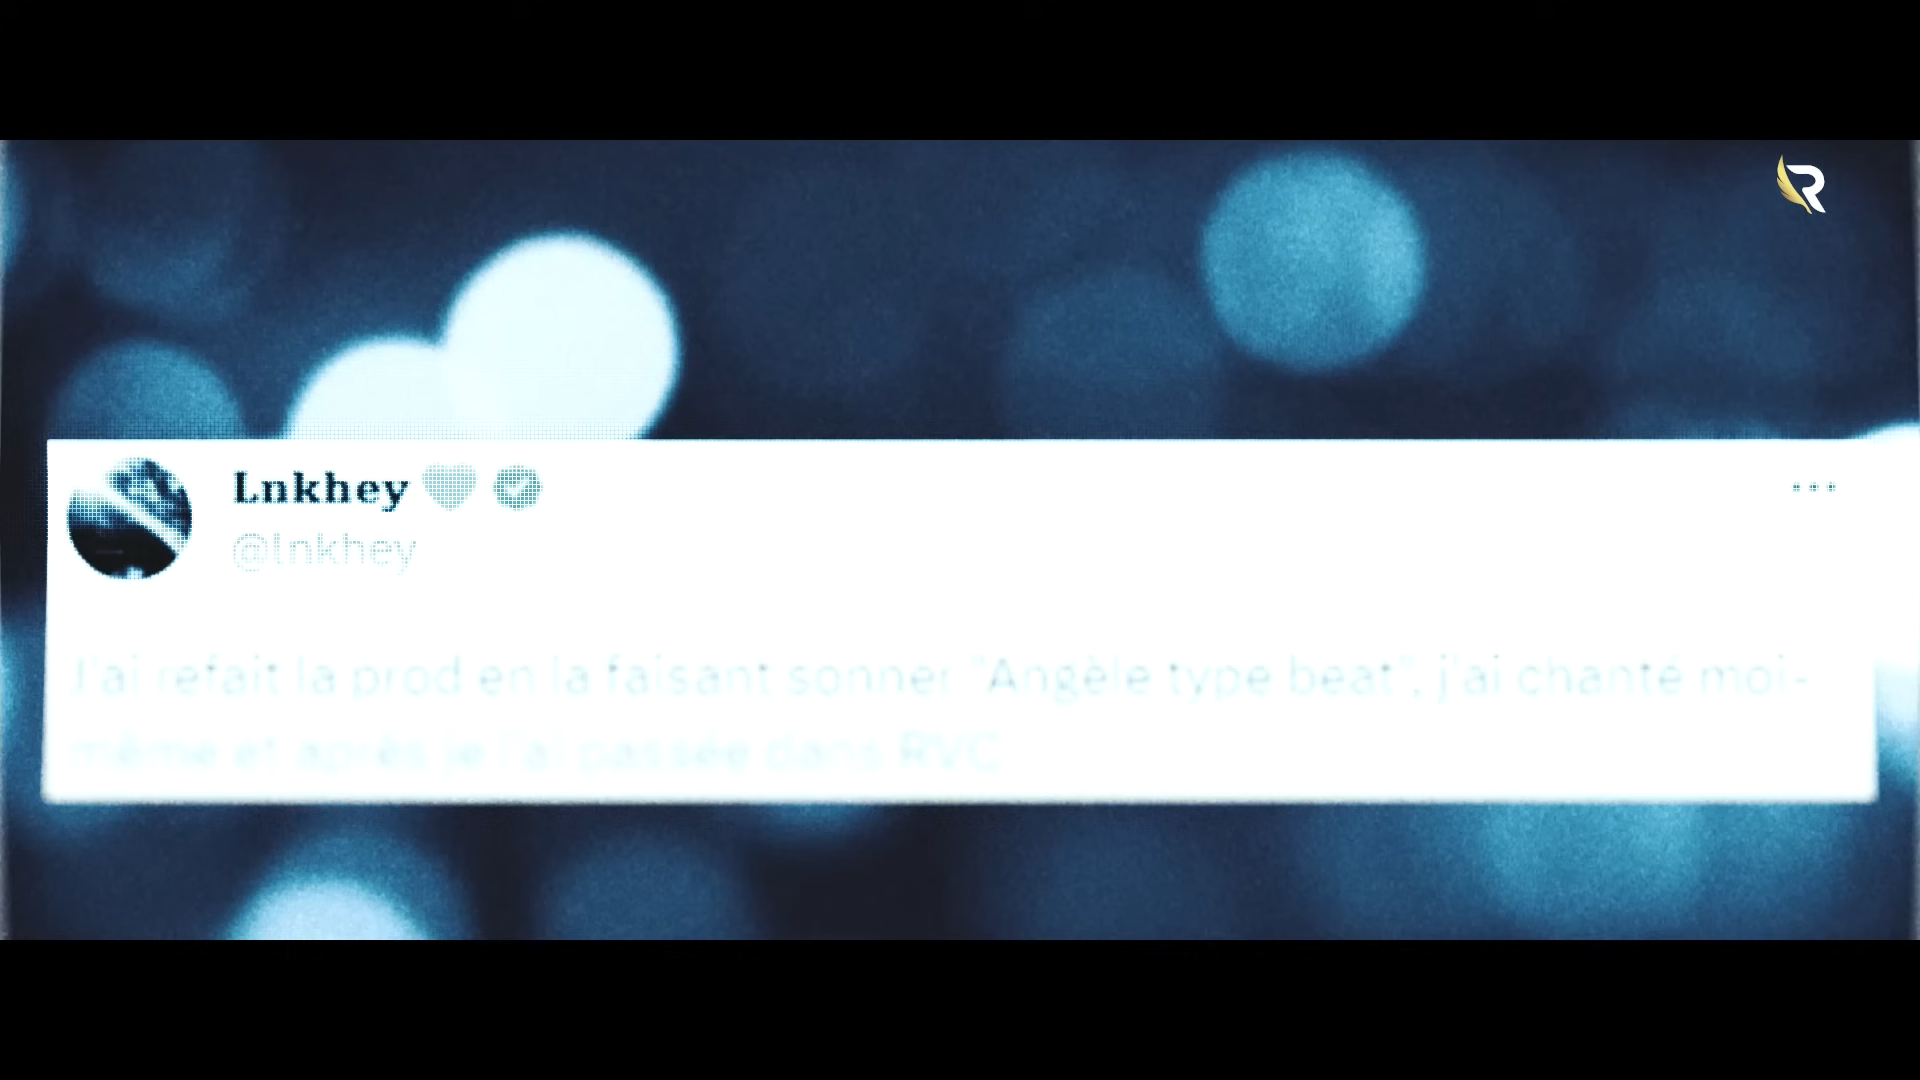 Lnkhey
@lnkhey
J'ai refait la prod en la faisant sonner "Angèle type beat", j'ai chanté moi-
même et après je l'ai passée dans RVC